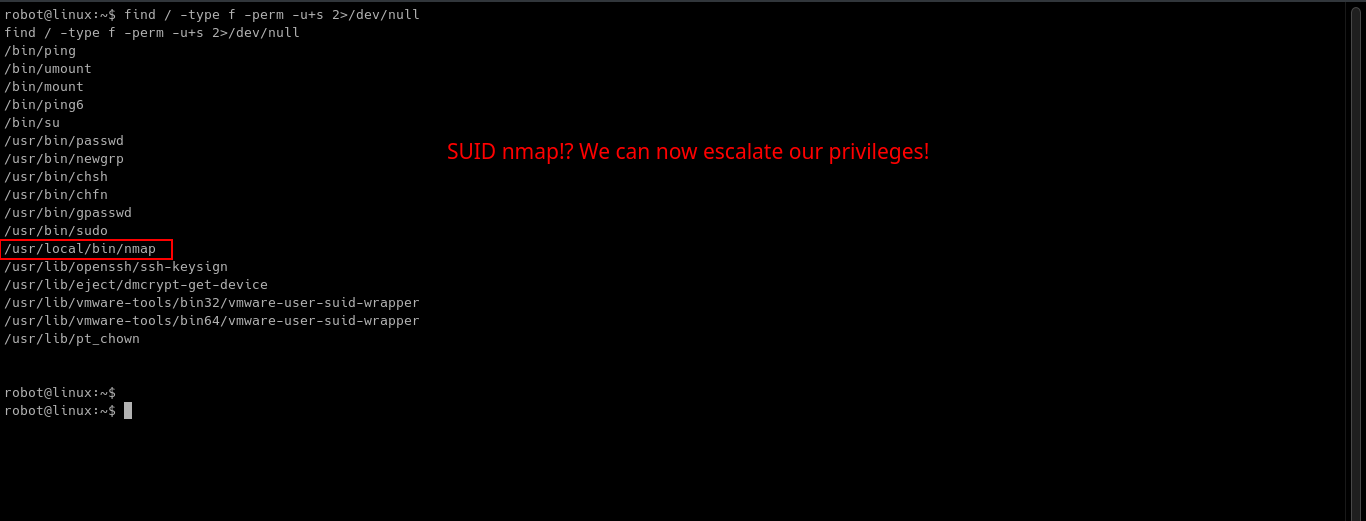 robot@linux:~$ find / -type f -perm -u+s 2>/dev/null
find / -type f -perm -u+s 2>/dev/null
/bin/ping
/bin/umount
/bin/mount
/bin/ping6
/bin/su
/usr/bin/passwd
SUID nmap!? We can now escalate our privileges!
/usr/bin/newgrp
/usr/bin/chsh
/usr/bin/chfn
/usr/bin/gpasswd
/usr/bin/sudo
/usr/local/bin/nmap
/usr/lib/openssh/ssh-keysign
/usr/lib/eject/dmcrypt-get-device
/usr/lib/vmware-tools/bin32/vmware-user-suid-wrapper
/usr/lib/vmware-tools/bin64/vmware-user-suid-wrapper
/usr/lib/pt_chown
robot@linux:~$
robot@linux:~$